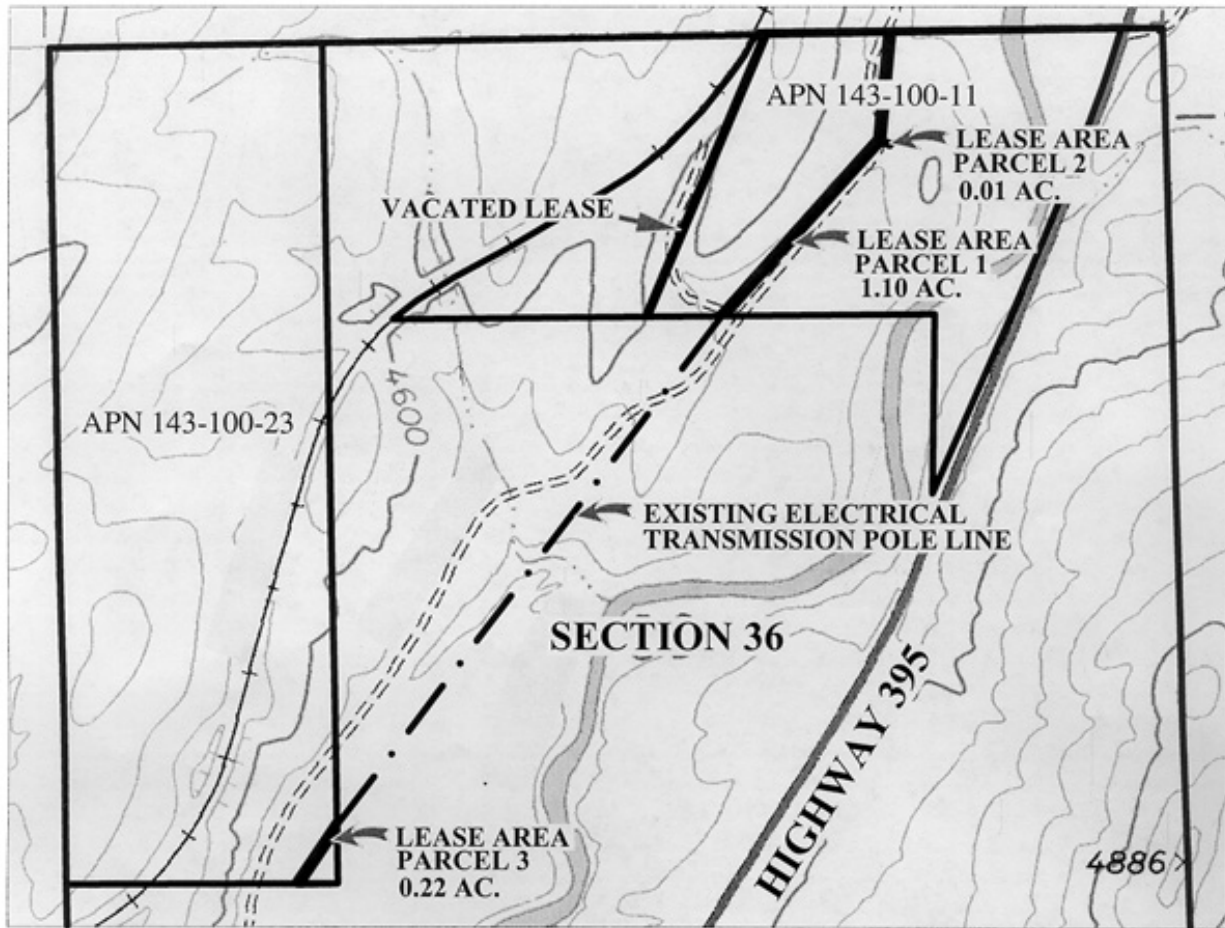 APN 143-100-11
LEASE AREA
PARCEL 2
0.01 AC.
VACATED LEASE
LEASE AREA
PARCEL 1
1.10 AC.
4600
APN 143-100-23
EXISTING ELECTRICAL
TRANSMISSION POLE LINE
SECTION 36
HIGHWAY 395
LEASE AREA
PARCEL 3
0.22 AC.
4886